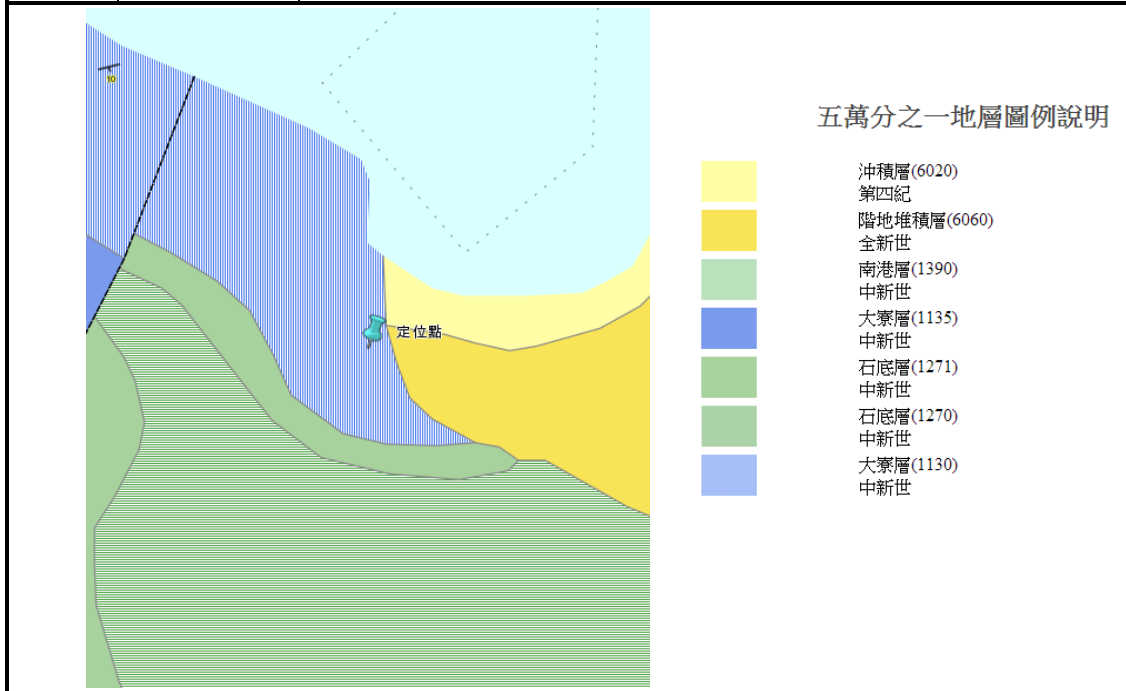 10
定位點
五萬分之一地層圖例說明
沖積層(6020)
第四紀
階地堆積層(6060)
全新世
南港層(1390)
中新世
大寮層(1135)
中新世
石底層(1271)
中新世
石底層(1270)
中新世
大寮層(1130)
中新世